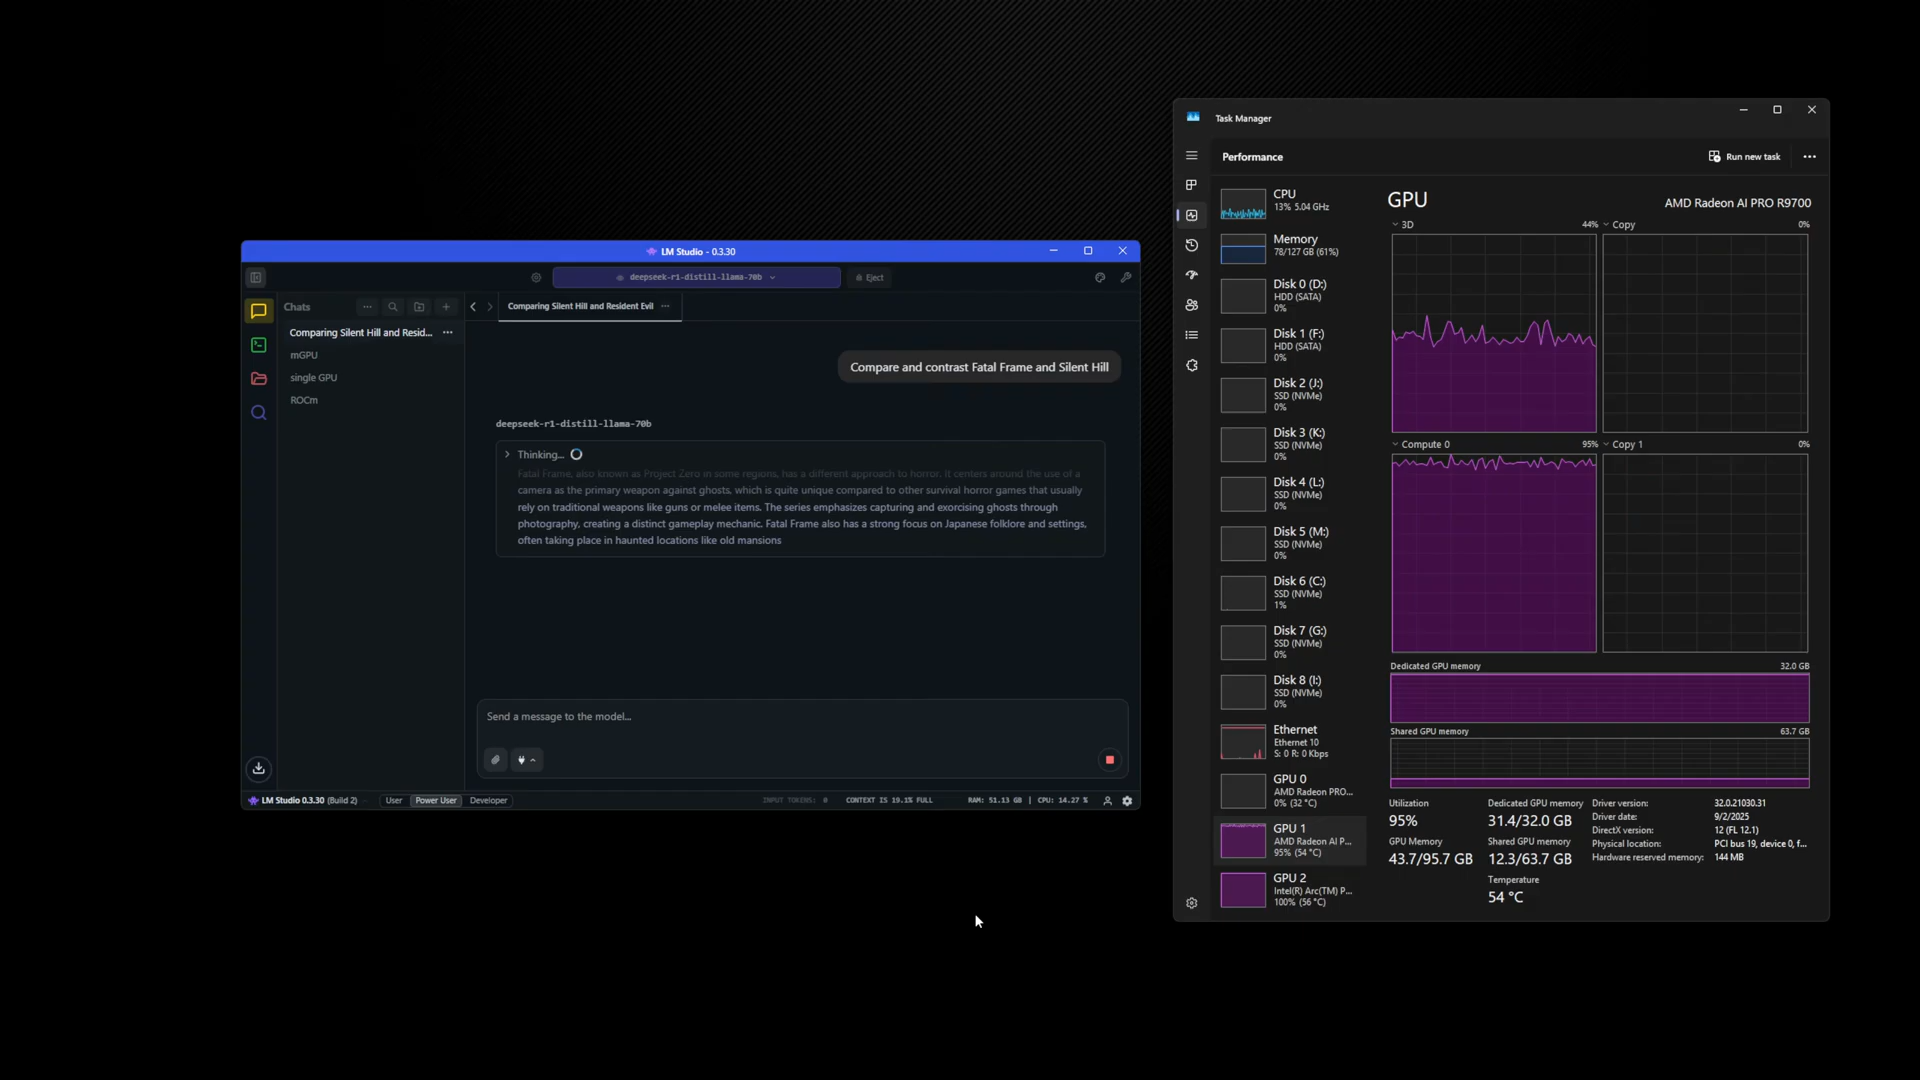 LM Studio - 0.3.30
deepseek-r1-distill-llama-70b
Eject
Chats
Comparing Silent Hill and Resid...
mGPU
single GPU
ROCm
Comparing Silent Hill and Resident Evil
Compare and contrast Fatal Frame and Silent Hill
deepseek-r1-distill-llama-70b
Thinking...
Fatal Frame, also known as Project Zero in some regions, has a different approach to horror. It centers around the use of a
camera as the primary weapon against ghosts, which is quite unique compared to other survival horror games that usually
rely on traditional weapons like guns or melee items. The series emphasizes capturing and exorcising ghosts through
photography, creating a distinct gameplay mechanic. Fatal Frame also has a strong focus on Japanese folklore and settings,
often taking place in haunted locations like old mansions
Send a message to the model...
LM Studio 0.3.30 (Build 2)
User
Power User
Developer
INPUT TOKENS: 0
CONTEXT IS 19.1% FULL
RAM: 51.13 GB | CPU: 14.27 %
Task Manager
Performance
Run new task
CPU
13% 5.04 GHz
Memory
78/127 GB (61%)
Disk 0 (D:)
HDD (SATA)
0%
Disk 1 (F:)
HDD (SATA)
0%
Disk 2 (J:)
SSD (NVMe)
0%
Disk 3 (K:)
SSD (NVMe)
0%
Disk 4 (L:)
SSD (NVMe)
0%
Disk 5 (M:)
SSD (NVMe)
0%
Disk 6 (C:)
SSD (NVMe)
1%
Disk 7 (G:)
SSD (NVMe)
0%
Disk 8 (I:)
SSD (NVMe)
0%
Ethernet
Ethernet 10
S: 0 R: 0 Kbps
GPU 0
AMD Radeon PRO...
0% (32 °C)
GPU 1
AMD Radeon AI P...
95% (54 °C)
GPU 2
Intel(R) Arc(TM) P...
100% (56 °C)
GPU
AMD Radeon AI PRO R9700
3D 44%
Copy 0%
Compute 0 95%
Copy 1 0%
Dedicated GPU memory 32.0 GB
Shared GPU memory 63.7 GB
Utilization
95%
GPU Memory
43.7/95.7 GB
Dedicated GPU memory
31.4/32.0 GB
Shared GPU memory
12.3/63.7 GB
Temperature
54 °C
Driver version: 32.0.21030.31
Driver date: 9/2/2025
DirectX version: 12 (FL 12.1)
Physical location: PCI bus 19, device 0, f...
Hardware reserved memory: 144 MB